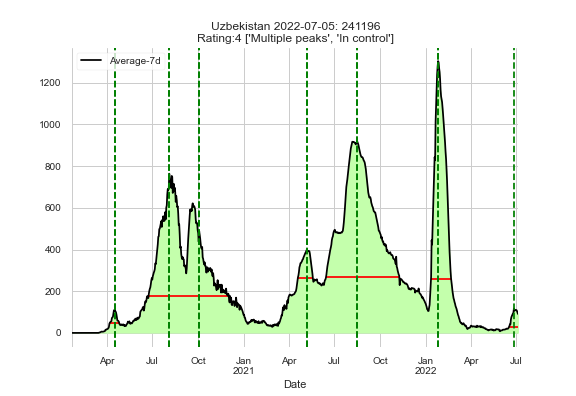 Uzbekistan 2022-07-05: 241196
Rating:4 ['Multiple peaks', 'In control']
Average-7d
1200
1000
800
600
400
200
0
Apr Jul Oct Jan Apr Jul Oct Jan Apr Jul
2021 2022
Date